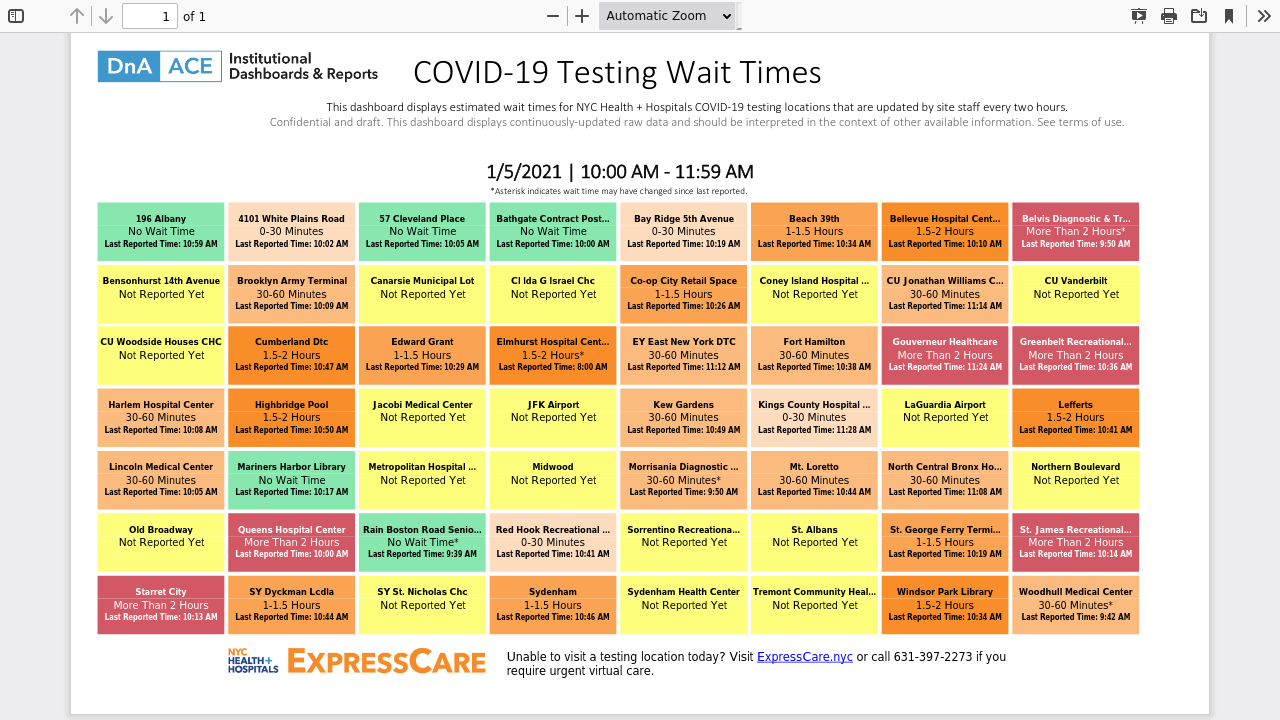 1 of 1
Automatic Zoom
DnA ACE Institutional Dashboards & Reports
COVID-19 Testing Wait Times
This dashboard displays estimated wait times for NYC Health + Hospitals COVID-19 testing locations that are updated by site staff every two hours.
Confidential and draft. This dashboard displays continuously-updated raw data and should be interpreted in the context of other available information. See terms of use.
1/5/2021 | 10:00 AM - 11:59 AM
*Asterisk indicates wait time may have changed since last reported.
196 Albany
No Wait Time
Last Reported Time: 10:59 AM
4101 White Plains Road
0-30 Minutes
Last Reported Time: 10:02 AM
57 Cleveland Place
No Wait Time
Last Reported Time: 10:05 AM
Bathgate Contract Post...
No Wait Time
Last Reported Time: 10:00 AM
Bay Ridge 5th Avenue
0-30 Minutes
Last Reported Time: 10:19 AM
Beach 39th
1-1.5 Hours
Last Reported Time: 10:34 AM
Bellevue Hospital Cent...
1.5-2 Hours
Last Reported Time: 10:10 AM
Belvis Diagnostic & Tr...
More Than 2 Hours*
Last Reported Time: 9:50 AM
Bensonhurst 14th Avenue
Not Reported Yet
Brooklyn Army Terminal
30-60 Minutes
Last Reported Time: 10:09 AM
Canarsie Municipal Lot
Not Reported Yet
Cl Ida G Israel Chc
Not Reported Yet
Co-op City Retail Space
1-1.5 Hours
Last Reported Time: 10:26 AM
Coney Island Hospital ...
Not Reported Yet
CU Jonathan Williams C...
30-60 Minutes
Last Reported Time: 11:14 AM
CU Vanderbilt
Not Reported Yet
CU Woodside Houses CHC
Not Reported Yet
Cumberland Dtc
1.5-2 Hours
Last Reported Time: 10:47 AM
Edward Grant
1-1.5 Hours
Last Reported Time: 10:29 AM
Elmhurst Hospital Cent...
1.5-2 Hours*
Last Reported Time: 8:00 AM
EY East New York DTC
30-60 Minutes
Last Reported Time: 11:12 AM
Fort Hamilton
30-60 Minutes
Last Reported Time: 10:38 AM
Gouverneur Healthcare
More Than 2 Hours
Last Reported Time: 11:24 AM
Greenbelt Recreational...
More Than 2 Hours
Last Reported Time: 10:36 AM
Harlem Hospital Center
30-60 Minutes
Last Reported Time: 10:08 AM
Highbridge Pool
1.5-2 Hours
Last Reported Time: 10:50 AM
Jacobi Medical Center
Not Reported Yet
JFK Airport
Not Reported Yet
Kew Gardens
30-60 Minutes
Last Reported Time: 10:49 AM
Kings County Hospital ...
0-30 Minutes
Last Reported Time: 11:28 AM
LaGuardia Airport
Not Reported Yet
Lefferts
1.5-2 Hours
Last Reported Time: 10:41 AM
Lincoln Medical Center
30-60 Minutes
Last Reported Time: 10:05 AM
Mariners Harbor Library
No Wait Time
Last Reported Time: 10:17 AM
Metropolitan Hospital ...
Not Reported Yet
Midwood
Not Reported Yet
Morrisania Diagnostic ...
30-60 Minutes*
Last Reported Time: 9:50 AM
Mt. Loretto
30-60 Minutes
Last Reported Time: 10:44 AM
North Central Bronx Ho...
30-60 Minutes
Last Reported Time: 11:08 AM
Northern Boulevard
Not Reported Yet
Old Broadway
Not Reported Yet
Queens Hospital Center
More Than 2 Hours
Last Reported Time: 10:00 AM
Rain Boston Road Senio...
No Wait Time*
Last Reported Time: 9:39 AM
Red Hook Recreational ...
0-30 Minutes
Last Reported Time: 10:41 AM
Sorrentino Recreationa...
Not Reported Yet
St. Albans
Not Reported Yet
St. George Ferry Termi...
1-1.5 Hours
Last Reported Time: 10:19 AM
St. James Recreational...
More Than 2 Hours
Last Reported Time: 10:14 AM
Starret City
More Than 2 Hours
Last Reported Time: 10:13 AM
SY Dyckman Lcdla
1-1.5 Hours
Last Reported Time: 10:44 AM
SY St. Nicholas Chc
Not Reported Yet
Sydenham
1-1.5 Hours
Last Reported Time: 10:46 AM
Sydenham Health Center
Not Reported Yet
Tremont Community Heal...
Not Reported Yet
Windsor Park Library
1.5-2 Hours
Last Reported Time: 10:34 AM
Woodhull Medical Center
30-60 Minutes*
Last Reported Time: 9:42 AM
NYC HEALTH+ HOSPITALS
EXPRESSCARE
Unable to visit a testing location today? Visit ExpressCare.nyc or call 631-397-2273 if you
require urgent virtual care.